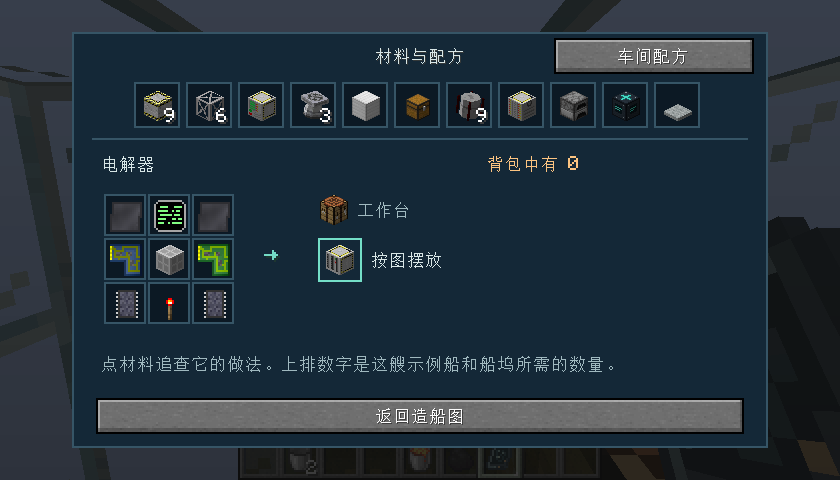 材料与配方
车间配方
9 6 3 9
电解器
背包中有 0
工作台
→ 按图摆放
点材料追查它的做法。上排数字是这艘示例船和船坞所需的数量。
返回造船图
2